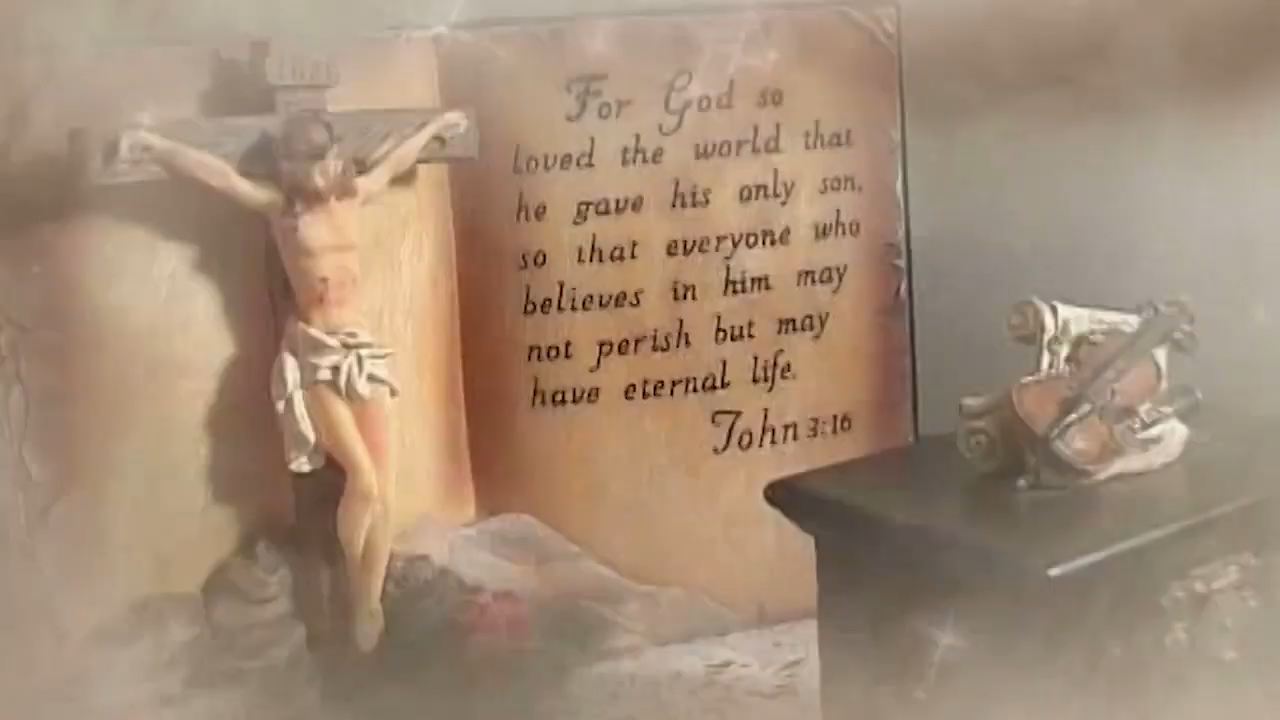 For God so
loved the world that
he gave his only son,
so that everyone who
believes in him may
not perish but may
have eternal life.
John 3:16